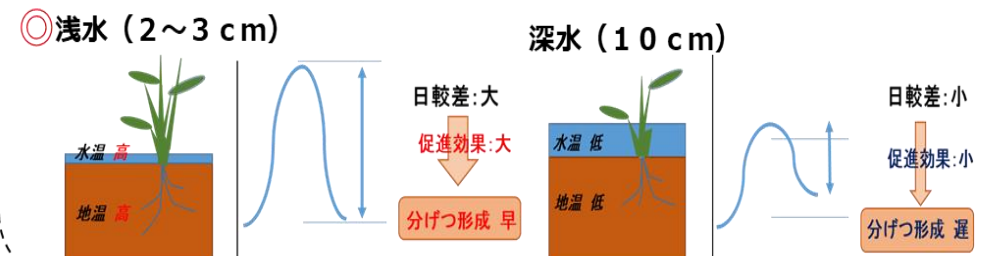 ◎浅水（2～3ｃｍ）
水温 高
地温 高
日較差：大
促進効果：大
分げつ形成 早
深水（10ｃｍ）
水温 低
地温 低
日較差：小
促進効果：小
分げつ形成 遅